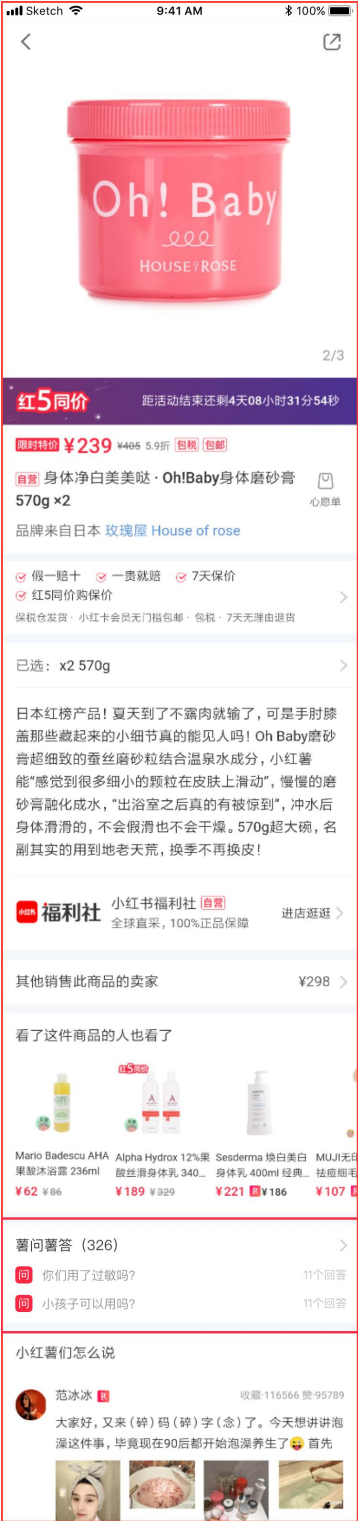 Sketch 9:41 AM 100%
Oh! Baby
HOUSE ROSE
2/3
红5同价 距活动结束还剩4天08小时31分54秒
限时特价 ¥239 ¥405 5.9折 包税 包邮
自营 身体净白美美哒 · Oh!Baby身体磨砂膏
570g ×2
心愿单
品牌来自日本 玫瑰屋 House of rose
假一赔十 一贵就赔 7天保价
红5同价购保价
保税仓发货 · 小红卡会员无门槛包邮 · 包税 · 7天无理由退货
已选： x2 570g
日本红榜产品！夏天到了不露肉就输了，可是手肘膝
盖那些藏起来的小细节真的能见人吗！Oh Baby磨砂
膏超细致的蚕丝磨砂粒结合温泉水成分，小红薯
能“感觉到很多细小的颗粒在皮肤上滑动”，慢慢的磨
砂膏融化成水，“出浴室之后真的有被惊到”，冲水后
身体滑滑的，不会假滑也不会干燥。570g超大碗，名
副其实的用到地老天荒，换季不再换皮！
小红书 福利社 小红书福利社 自营
全球直采，100%正品保障
进店逛逛
其他销售此商品的卖家 ¥298
看了这件商品的人也看了
红5同价
Mario Badescu AHA
果酸沐浴露 236ml
¥62 ¥86
Alpha Hydrox 12%果
酸丝滑身体乳 340...
¥189 ¥329
Sesderma 焕白美白
身体乳 400ml 经典...
¥221 R ¥186
MUJI无印
祛痘细毛
¥107
薯问薯答（326）
问 你们用了过敏吗? 11个回答
问 小孩子可以用吗? 11个回答
小红薯们怎么说
范冰冰 R 收藏·116566 赞·95789
大家好，又来（碎）码（碎）字（念）了。今天想讲讲泡
澡这件事，毕竟现在90后都开始泡澡养生了😜 首先